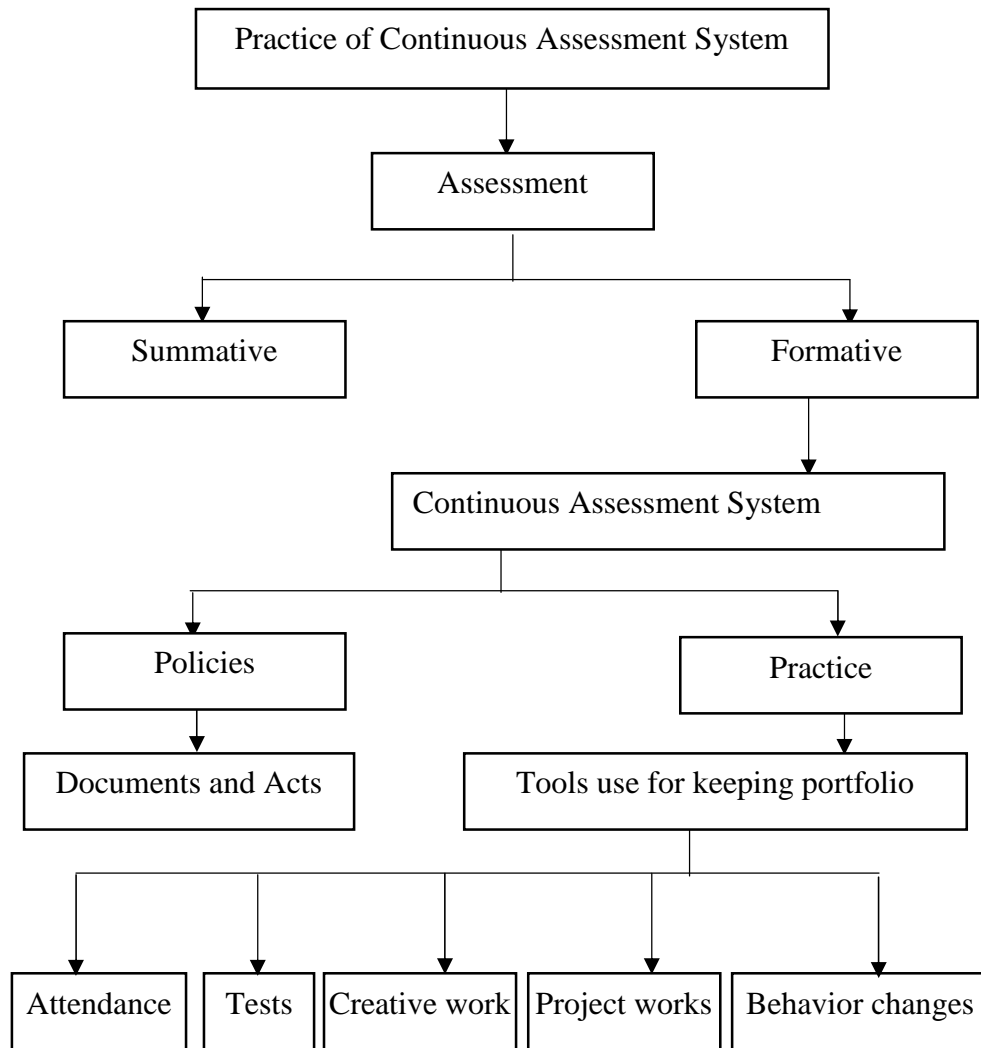 Practice of Continuous Assessment System
Assessment
Summative
Formative
Continuous Assessment System
Policies
Practice
Documents and Acts
Tools use for keeping portfolio
Attendance
Tests
Creative work
Project works
Behavior changes